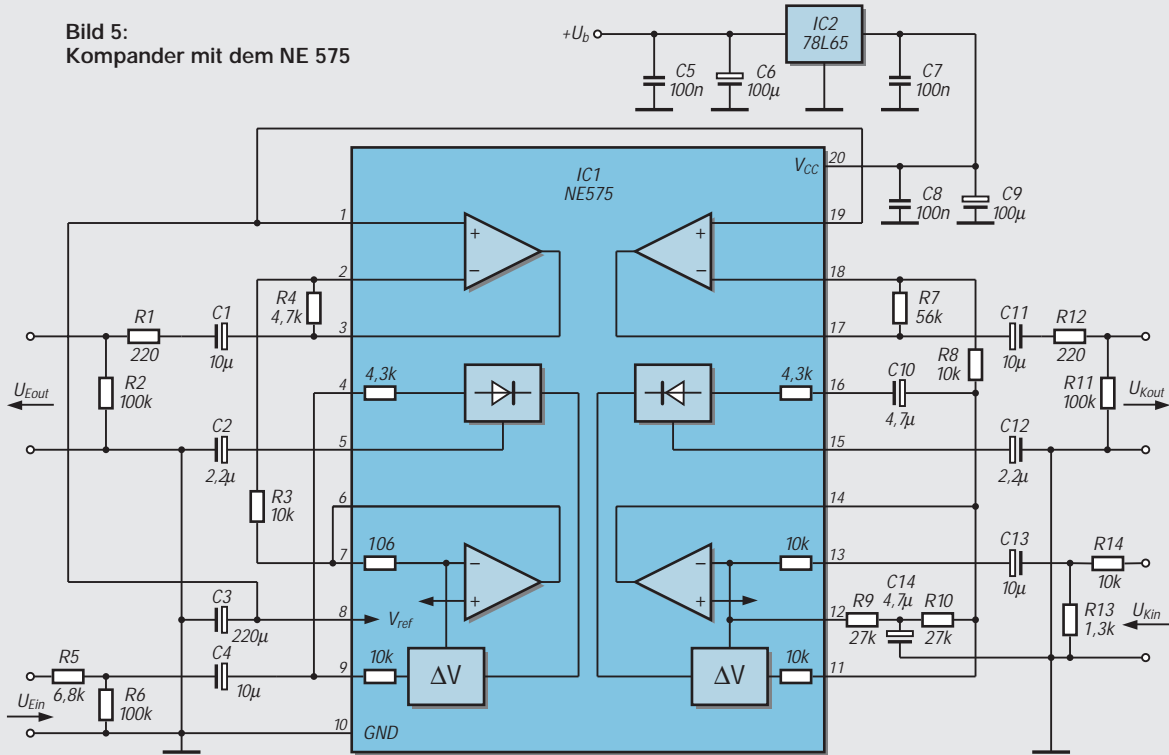 Bild 5:
Kompander mit dem NE 575
+Ub
IC2
78L65
C5
100n
C6
100µ
C7
100n
IC1
NE575
VCC
20
C8
100n
C9
100µ
1
19
2
18
R4
4,7k
R7
56k
R1
220
C1
10µ
3
17
C11
10µ
R12
220
R2
100k
UEout
4
4,3k
4,3k
16
C10
4,7µ
R8
10k
R11
100k
UKout
C2
2,2µ
5
15
C12
2,2µ
R3
10k
6
14
7
106
10k
13
C13
10µ
R14
10k
+
−
+
−
−
+
−
+
C3
220µ
8
Vref
12
R9
27k
C14
4,7µ
R10
27k
R13
1,3k
UKin
R5
6,8k
C4
10µ
9
10k
ΔV
ΔV
10k
11
R6
100k
UEin
10
GND